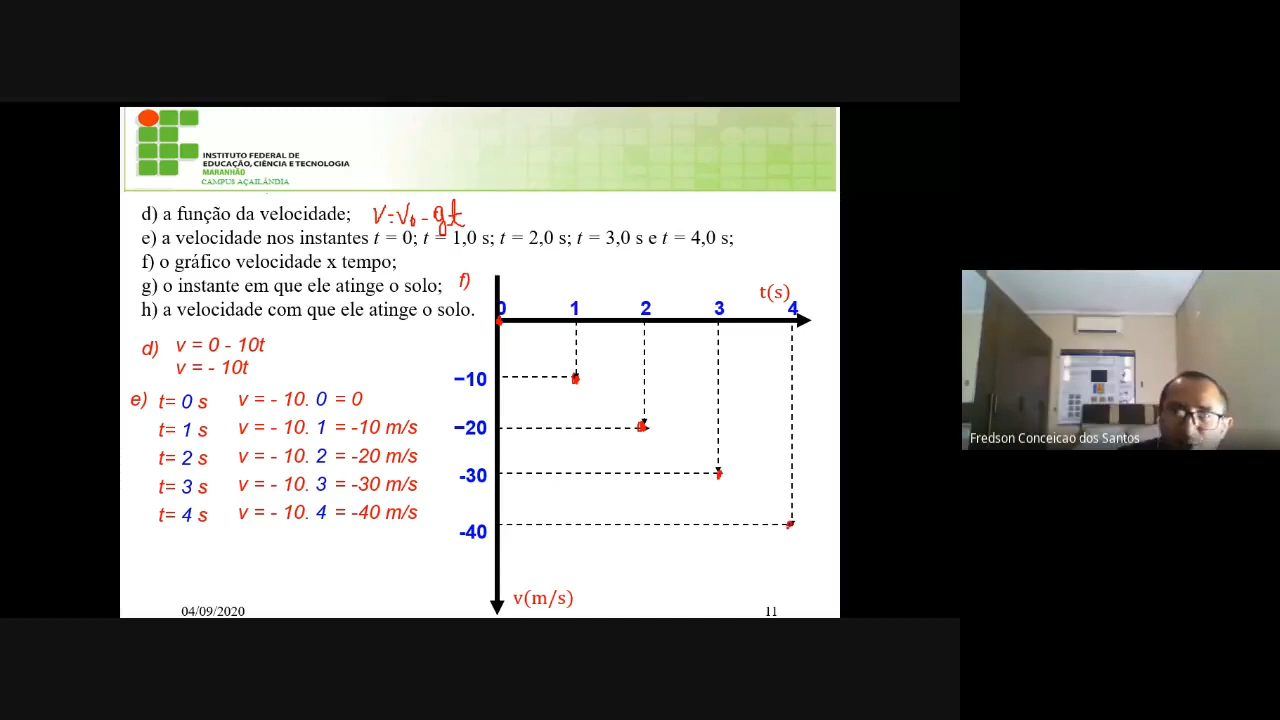 INSTITUTO FEDERAL DE
EDUCAÇÃO, CIÊNCIA E TECNOLOGIA
MARANHÃO
CAMPUS AÇAILÂNDIA
d) a função da velocidade; v=v₀-gt
e) a velocidade nos instantes t = 0; t = 1,0 s; t = 2,0 s; t = 3,0 s e t = 4,0 s;
f) o gráfico velocidade x tempo;
g) o instante em que ele atinge o solo;
h) a velocidade com que ele atinge o solo.
d) v = 0 - 10t
v = - 10t
e) t= 0 s v = - 10. 0 = 0
t= 1 s v = - 10. 1 = -10 m/s
t= 2 s v = - 10. 2 = -20 m/s
t= 3 s v = - 10. 3 = -30 m/s
t= 4 s v = - 10. 4 = -40 m/s
f)
t(s)
0 1 2 3 4
−10
−20
-30
-40
v(m/s)
04/09/2020 11
Fredson Conceicao dos Santos